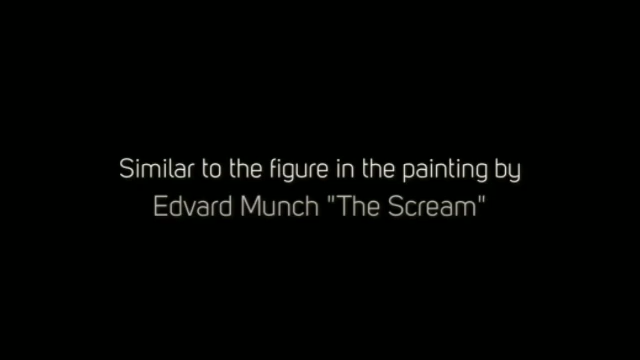 Similar to the figure in the painting by
Edvard Munch "The Scream"